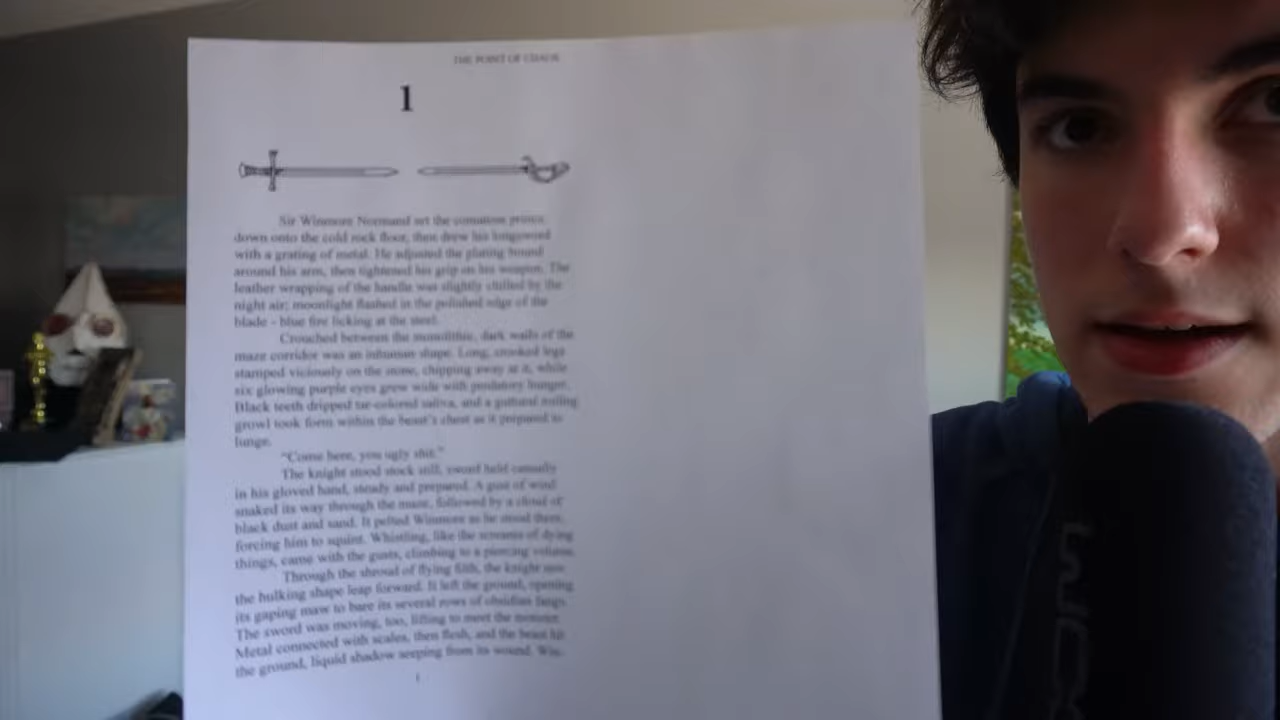 THE POINT OF CHAOS
1
Sir Winmore Normand set the comatose prince
down onto the cold rock floor, then drew his longsword
with a grating of metal. He adjusted the plating bound
around his arm, then tightened his grip on his weapon. The
leather wrapping of the handle was slightly chilled by the
night air; moonlight flashed in the polished edge of the
blade – blue fire licking at the steel.
Crouched between the monolithic, dark walls of the
maze corridor was an inhuman shape. Long, crooked legs
stamped viciously on the stone, chipping away at it, while
six glowing purple eyes grew wide with predatory hunger.
Black teeth dripped tar-colored saliva, and a guttural
growl took form within the beast's chest as it prepared to
lunge.
"Come here, you ugly shit."
The knight stood stock still, sword held casually
in his gloved hand, steady and prepared. A gust of wind
snaked its way through the maze, followed by a cloud of
black dust and sand. It pelted Winmore as he stood there,
forcing him to squint. Whistling, like the screams of dying
things, came with the gusts, climbing to a piercing volume.
Through the shroud of flying filth, the knight saw
the hulking shape leap forward. It left the ground, opening
its gaping maw to bare its several rows of obsidian fangs.
The sword was moving, too, lifting to meet the monster.
Metal connected with scales, then flesh, and the beast hit
the ground, liquid shadow seeping from its wound. Win-
1